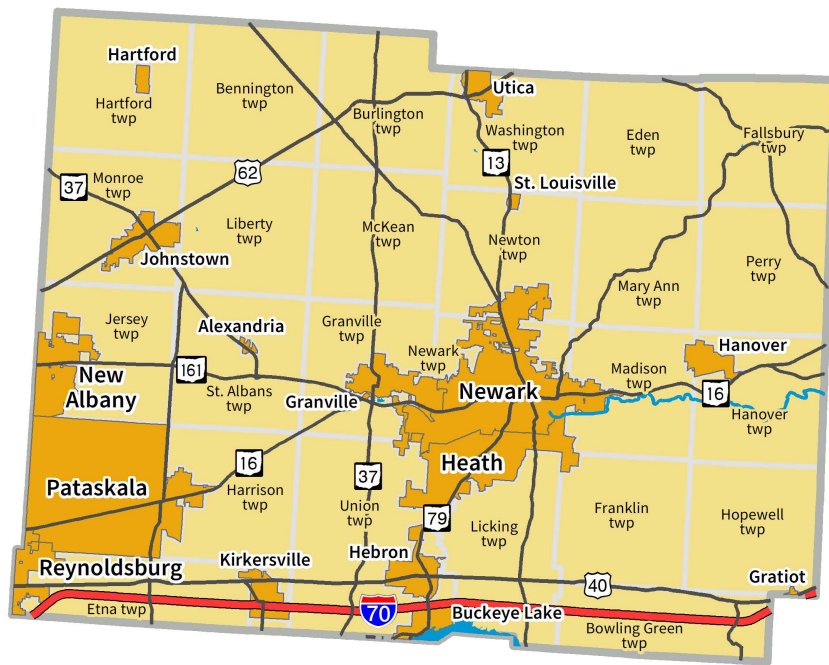 Hartford
Hartford
twp
Bennington
twp
Burlington
twp
Utica
Washington
twp
Eden
twp
Fallsbury
twp
37
Monroe
twp
62
13
St. Louisville
Liberty
twp
McKean
twp
Newton
twp
Johnstown
Mary Ann
twp
Perry
twp
Jersey
twp
Alexandria
Granville
twp
Newark
twp
Hanover
New
Albany
161
St. Albans
twp
Granville
Newark
Madison
twp
16
Hanover
twp
Pataskala
16
Harrison
twp
37
Union
twp
Heath
79
Licking
twp
Franklin
twp
Hopewell
twp
Reynoldsburg
Kirkersville
Hebron
40
Gratiot
Etna twp
70
Buckeye Lake
Bowling Green
twp